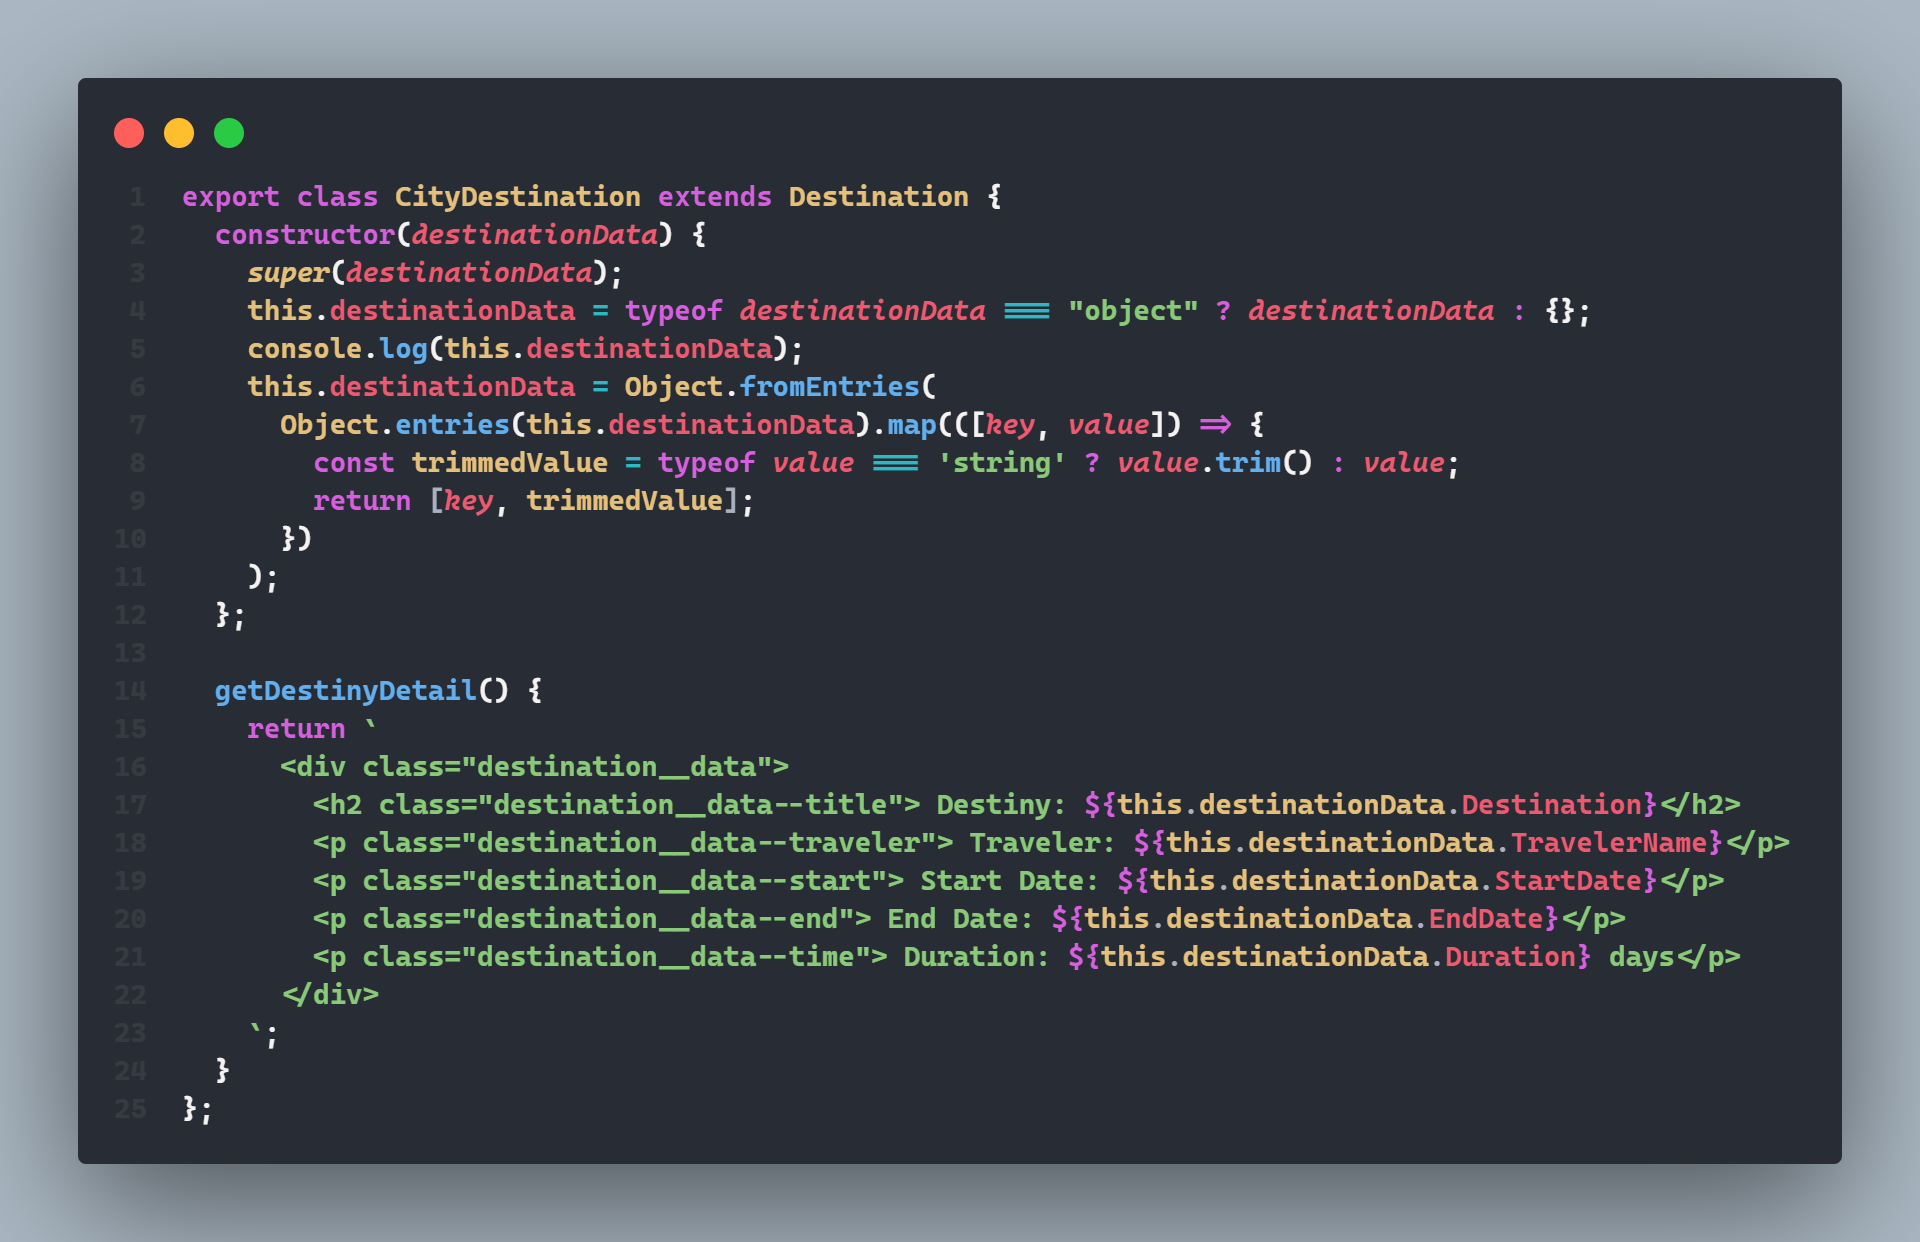 1 export class CityDestination extends Destination {
2 constructor(destinationData) {
3 super(destinationData);
4 this.destinationData = typeof destinationData === "object" ? destinationData : {};
5 console.log(this.destinationData);
6 this.destinationData = Object.fromEntries(
7 Object.entries(this.destinationData).map(([key, value]) => {
8 const trimmedValue = typeof value === 'string' ? value.trim() : value;
9 return [key, trimmedValue];
10 })
11 );
12 };
13
14 getDestinyDetail() {
15 return `
16 <div class="destination__data">
17 <h2 class="destination__data--title"> Destiny: ${this.destinationData.Destination}</h2>
18 <p class="destination__data--traveler"> Traveler: ${this.destinationData.TravelerName}</p>
19 <p class="destination__data--start"> Start Date: ${this.destinationData.StartDate}</p>
20 <p class="destination__data--end"> End Date: ${this.destinationData.EndDate}</p>
21 <p class="destination__data--time"> Duration: ${this.destinationData.Duration} days</p>
22 </div>
23 `;
24 }
25 };